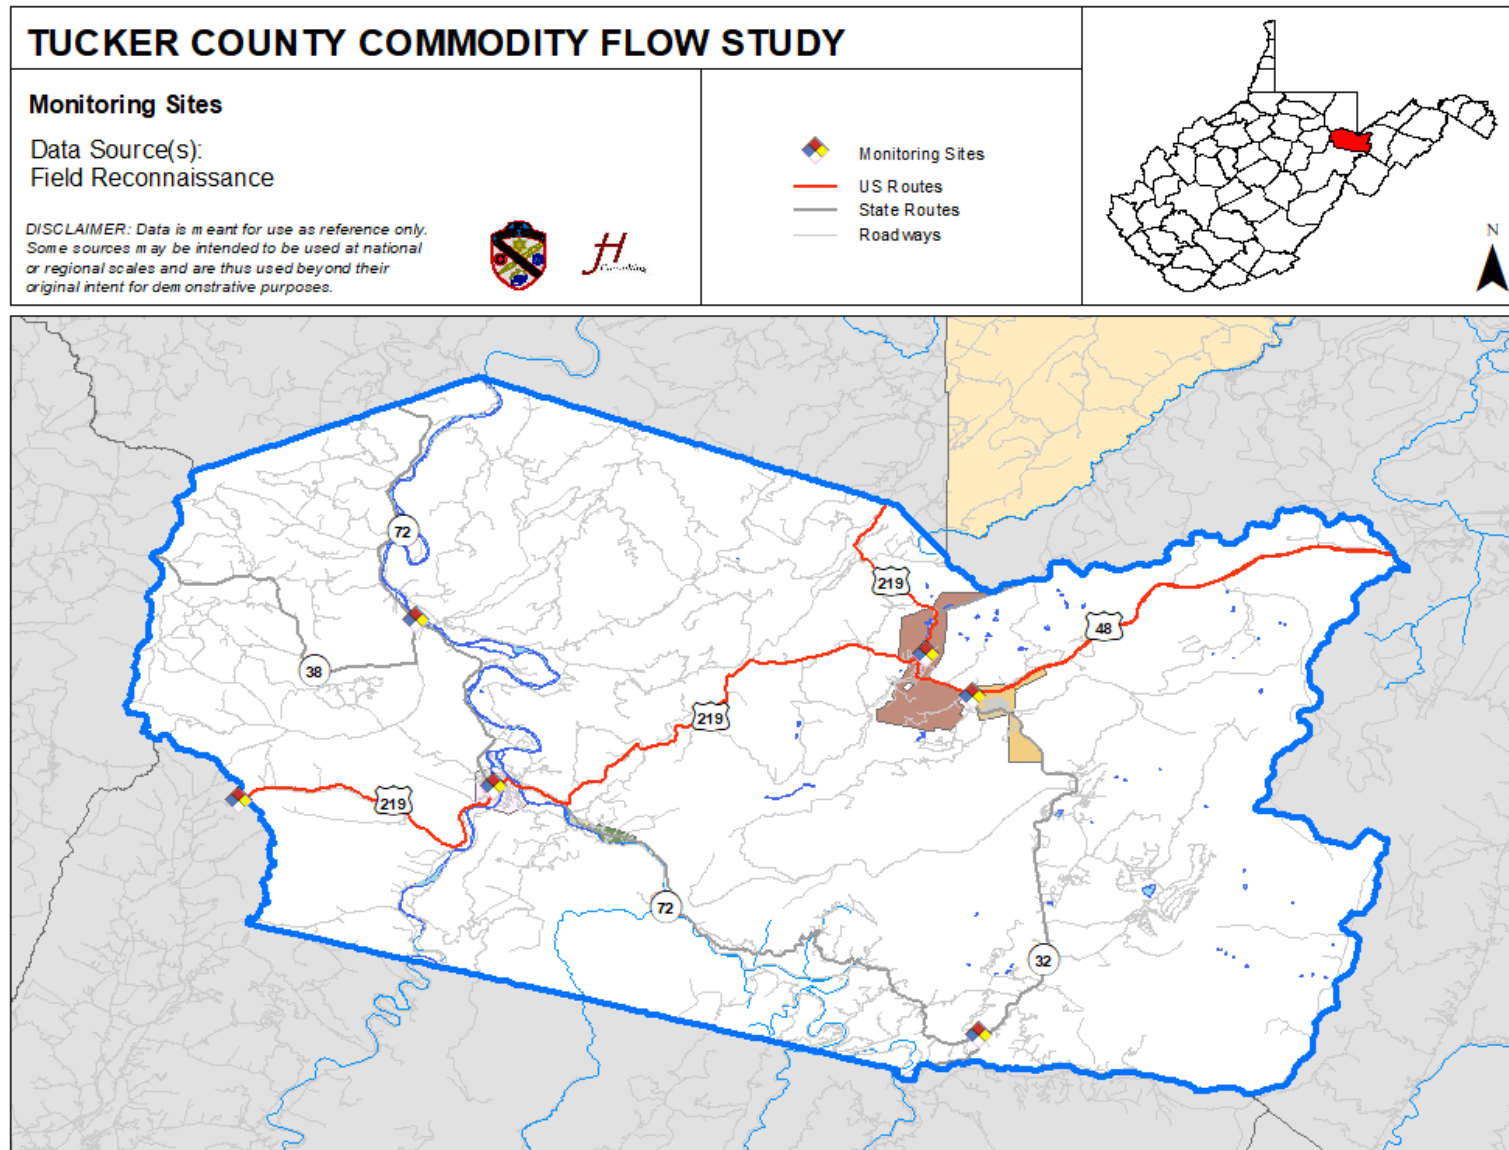 TUCKER COUNTY COMMODITY FLOW STUDY
Monitoring Sites
Data Source(s):
Field Reconnaissance
DISCLAIMER: Data is meant for use as reference only.
Some sources may be intended to be used at national
or regional scales and are thus used beyond their
original intent for demonstrative purposes.
JH
Consulting
Monitoring Sites
US Routes
State Routes
Roadways
N
72
219
48
38
219
219
72
32